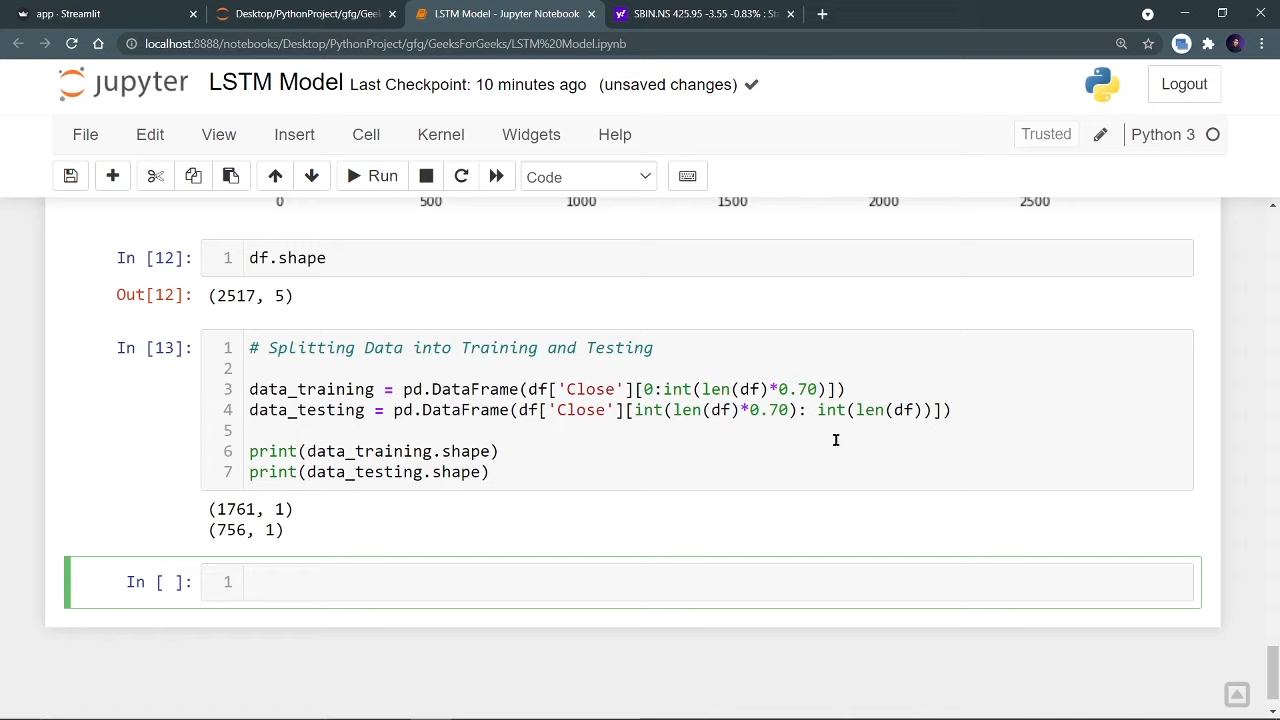 app · Streamlit
Desktop/PythonProject/gfg/Geek
LSTM Model - Jupyter Notebook
SBIN.NS 425.95 -3.55 -0.83% : St
localhost:8888/notebooks/Desktop/PythonProject/gfg/GeeksForGeeks/LSTM%20Model.ipynb
jupyter LSTM Model Last Checkpoint: 10 minutes ago (unsaved changes)
Logout
File Edit View Insert Cell Kernel Widgets Help
Trusted Python 3
Run Code
0 500 1000 1500 2000 2500
In [12]: 1 df.shape
Out[12]: (2517, 5)
In [13]: 1 # Splitting Data into Training and Testing
2
3 data_training = pd.DataFrame(df['Close'][0:int(len(df)*0.70)])
4 data_testing = pd.DataFrame(df['Close'][int(len(df)*0.70): int(len(df))])
5
6 print(data_training.shape)
7 print(data_testing.shape)
(1761, 1)
(756, 1)
In [ ]: 1